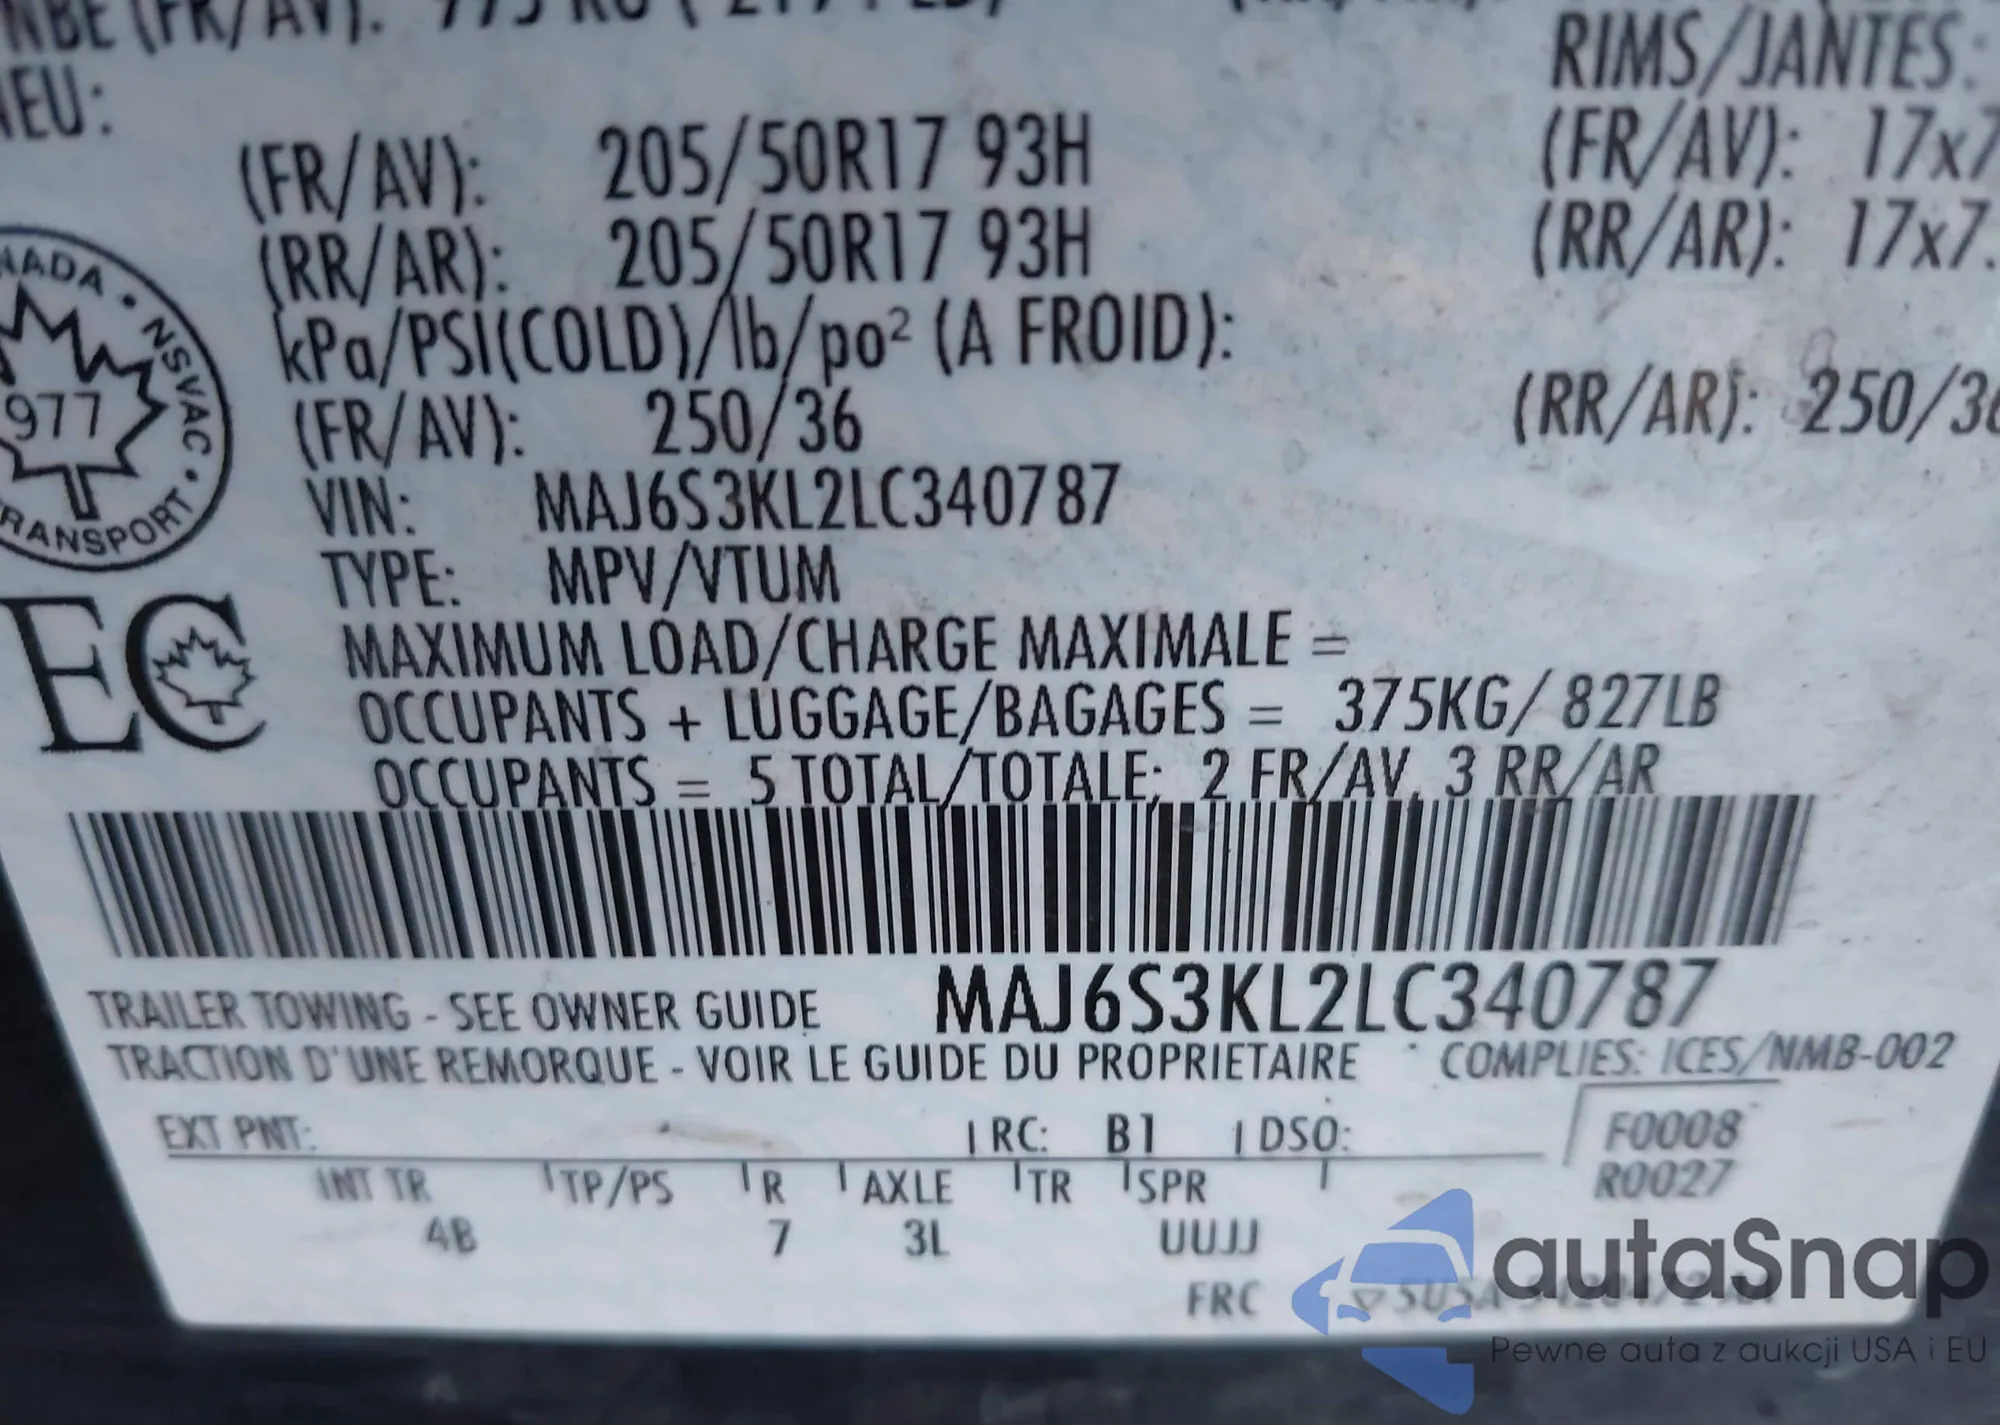 RIMS/JANTES:
(FR/AV): 205/50R17 93H (FR/AV): 17x7
(RR/AR): 205/50R17 93H (RR/AR): 17x7.
kPa/PSI(COLD)/lb/po² (A FROID):
(FR/AV): 250/36 (RR/AR): 250/36
977
NSVAC
EC
VIN: MAJ6S3KL2LC340787
TYPE: MPV/VTUM
MAXIMUM LOAD/CHARGE MAXIMALE =
OCCUPANTS + LUGGAGE/BAGAGES = 375KG/ 827LB
OCCUPANTS = 5 TOTAL/TOTALE; 2 FR/AV, 3 RR/AR
TRAILER TOWING - SEE OWNER GUIDE MAJ6S3KL2LC340787
TRACTION D'UNE REMORQUE - VOIR LE GUIDE DU PROPRIETAIRE COMPLIES: ICES/NMB-002
EXT PNT: RC: B1 DSO: F0008
R0027
INT TR TP/PS R AXLE TR SPR
4B 7 3L UUJJ
FRC
autaSnap
Pewne auta z aukcji USA i EU